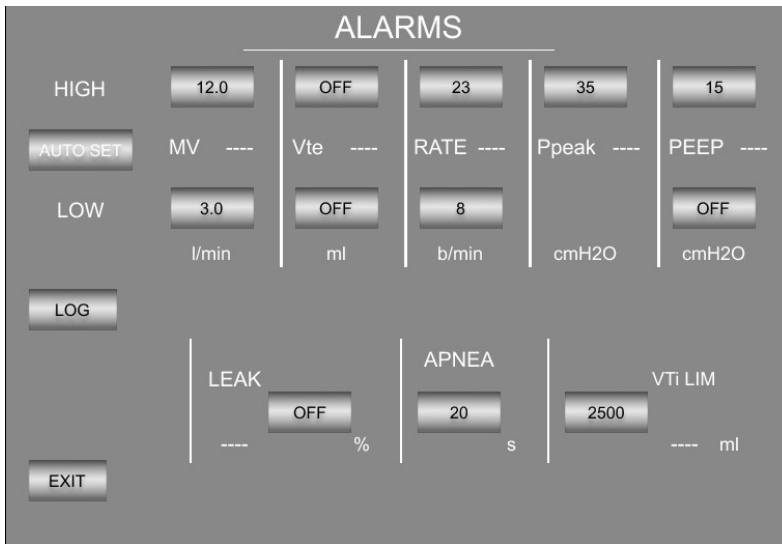 ALARMS
HIGH 12.0 OFF 23 35 15
AUTO SET MV ---- Vte ---- RATE ---- Ppeak ---- PEEP ----
LOW 3.0 OFF 8 OFF
l/min ml b/min cmH2O cmH2O
LOG
LEAK APNEA VTi LIM
OFF 20 2500
---- % s ---- ml
EXIT